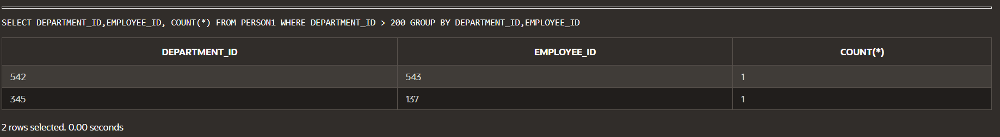 SELECT DEPARTMENT_ID,EMPLOYEE_ID, COUNT(*) FROM PERSON1 WHERE DEPARTMENT_ID > 200 GROUP BY DEPARTMENT_ID,EMPLOYEE_ID
DEPARTMENT_ID EMPLOYEE_ID COUNT(*)
542 543 1
345 137 1
2 rows selected. 0.00 seconds